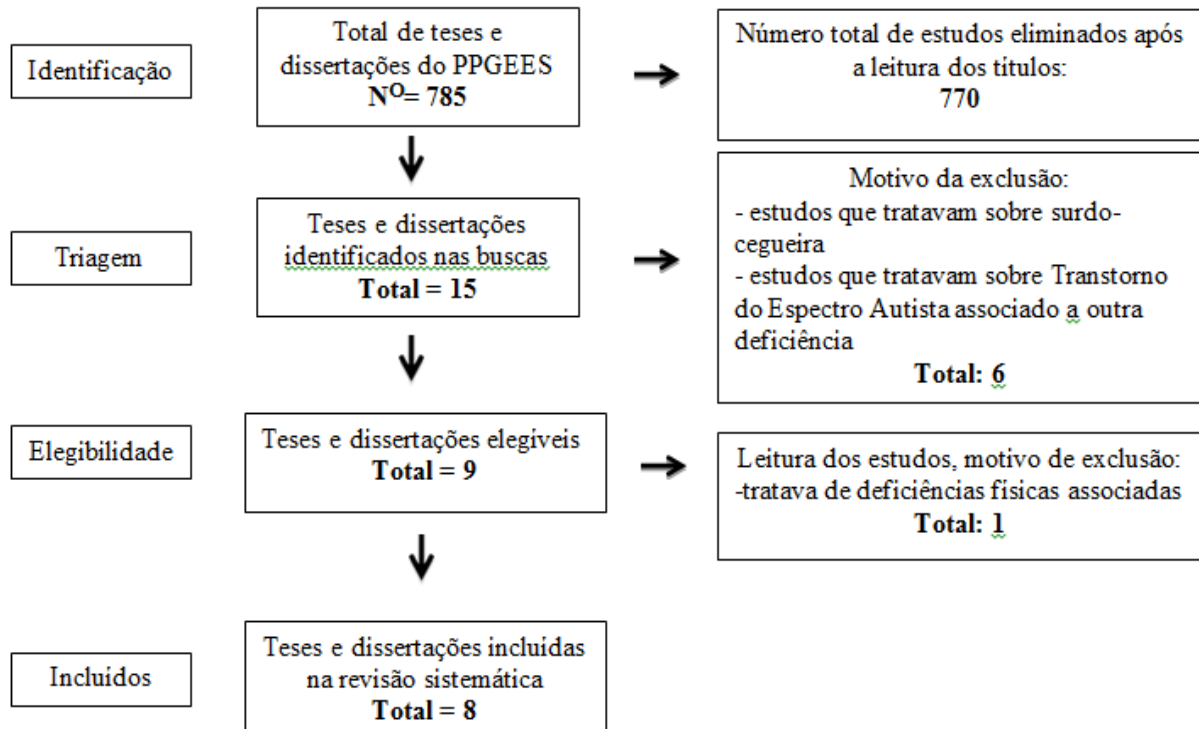 Identificação
Total de teses e
dissertações do PPGEES
Nº= 785
Número total de estudos eliminados após
a leitura dos títulos:
770
Triagem
Teses e dissertações
identificados nas buscas
Total = 15
Motivo da exclusão:
- estudos que tratavam sobre surdo-
cegueira
- estudos que tratavam sobre Transtorno
do Espectro Autista associado a outra
deficiência
Total: 6
Elegibilidade
Teses e dissertações elegíveis
Total = 9
Leitura dos estudos, motivo de exclusão:
-tratava de deficiências físicas associadas
Total: 1
Incluídos
Teses e dissertações incluídas
na revisão sistemática
Total = 8